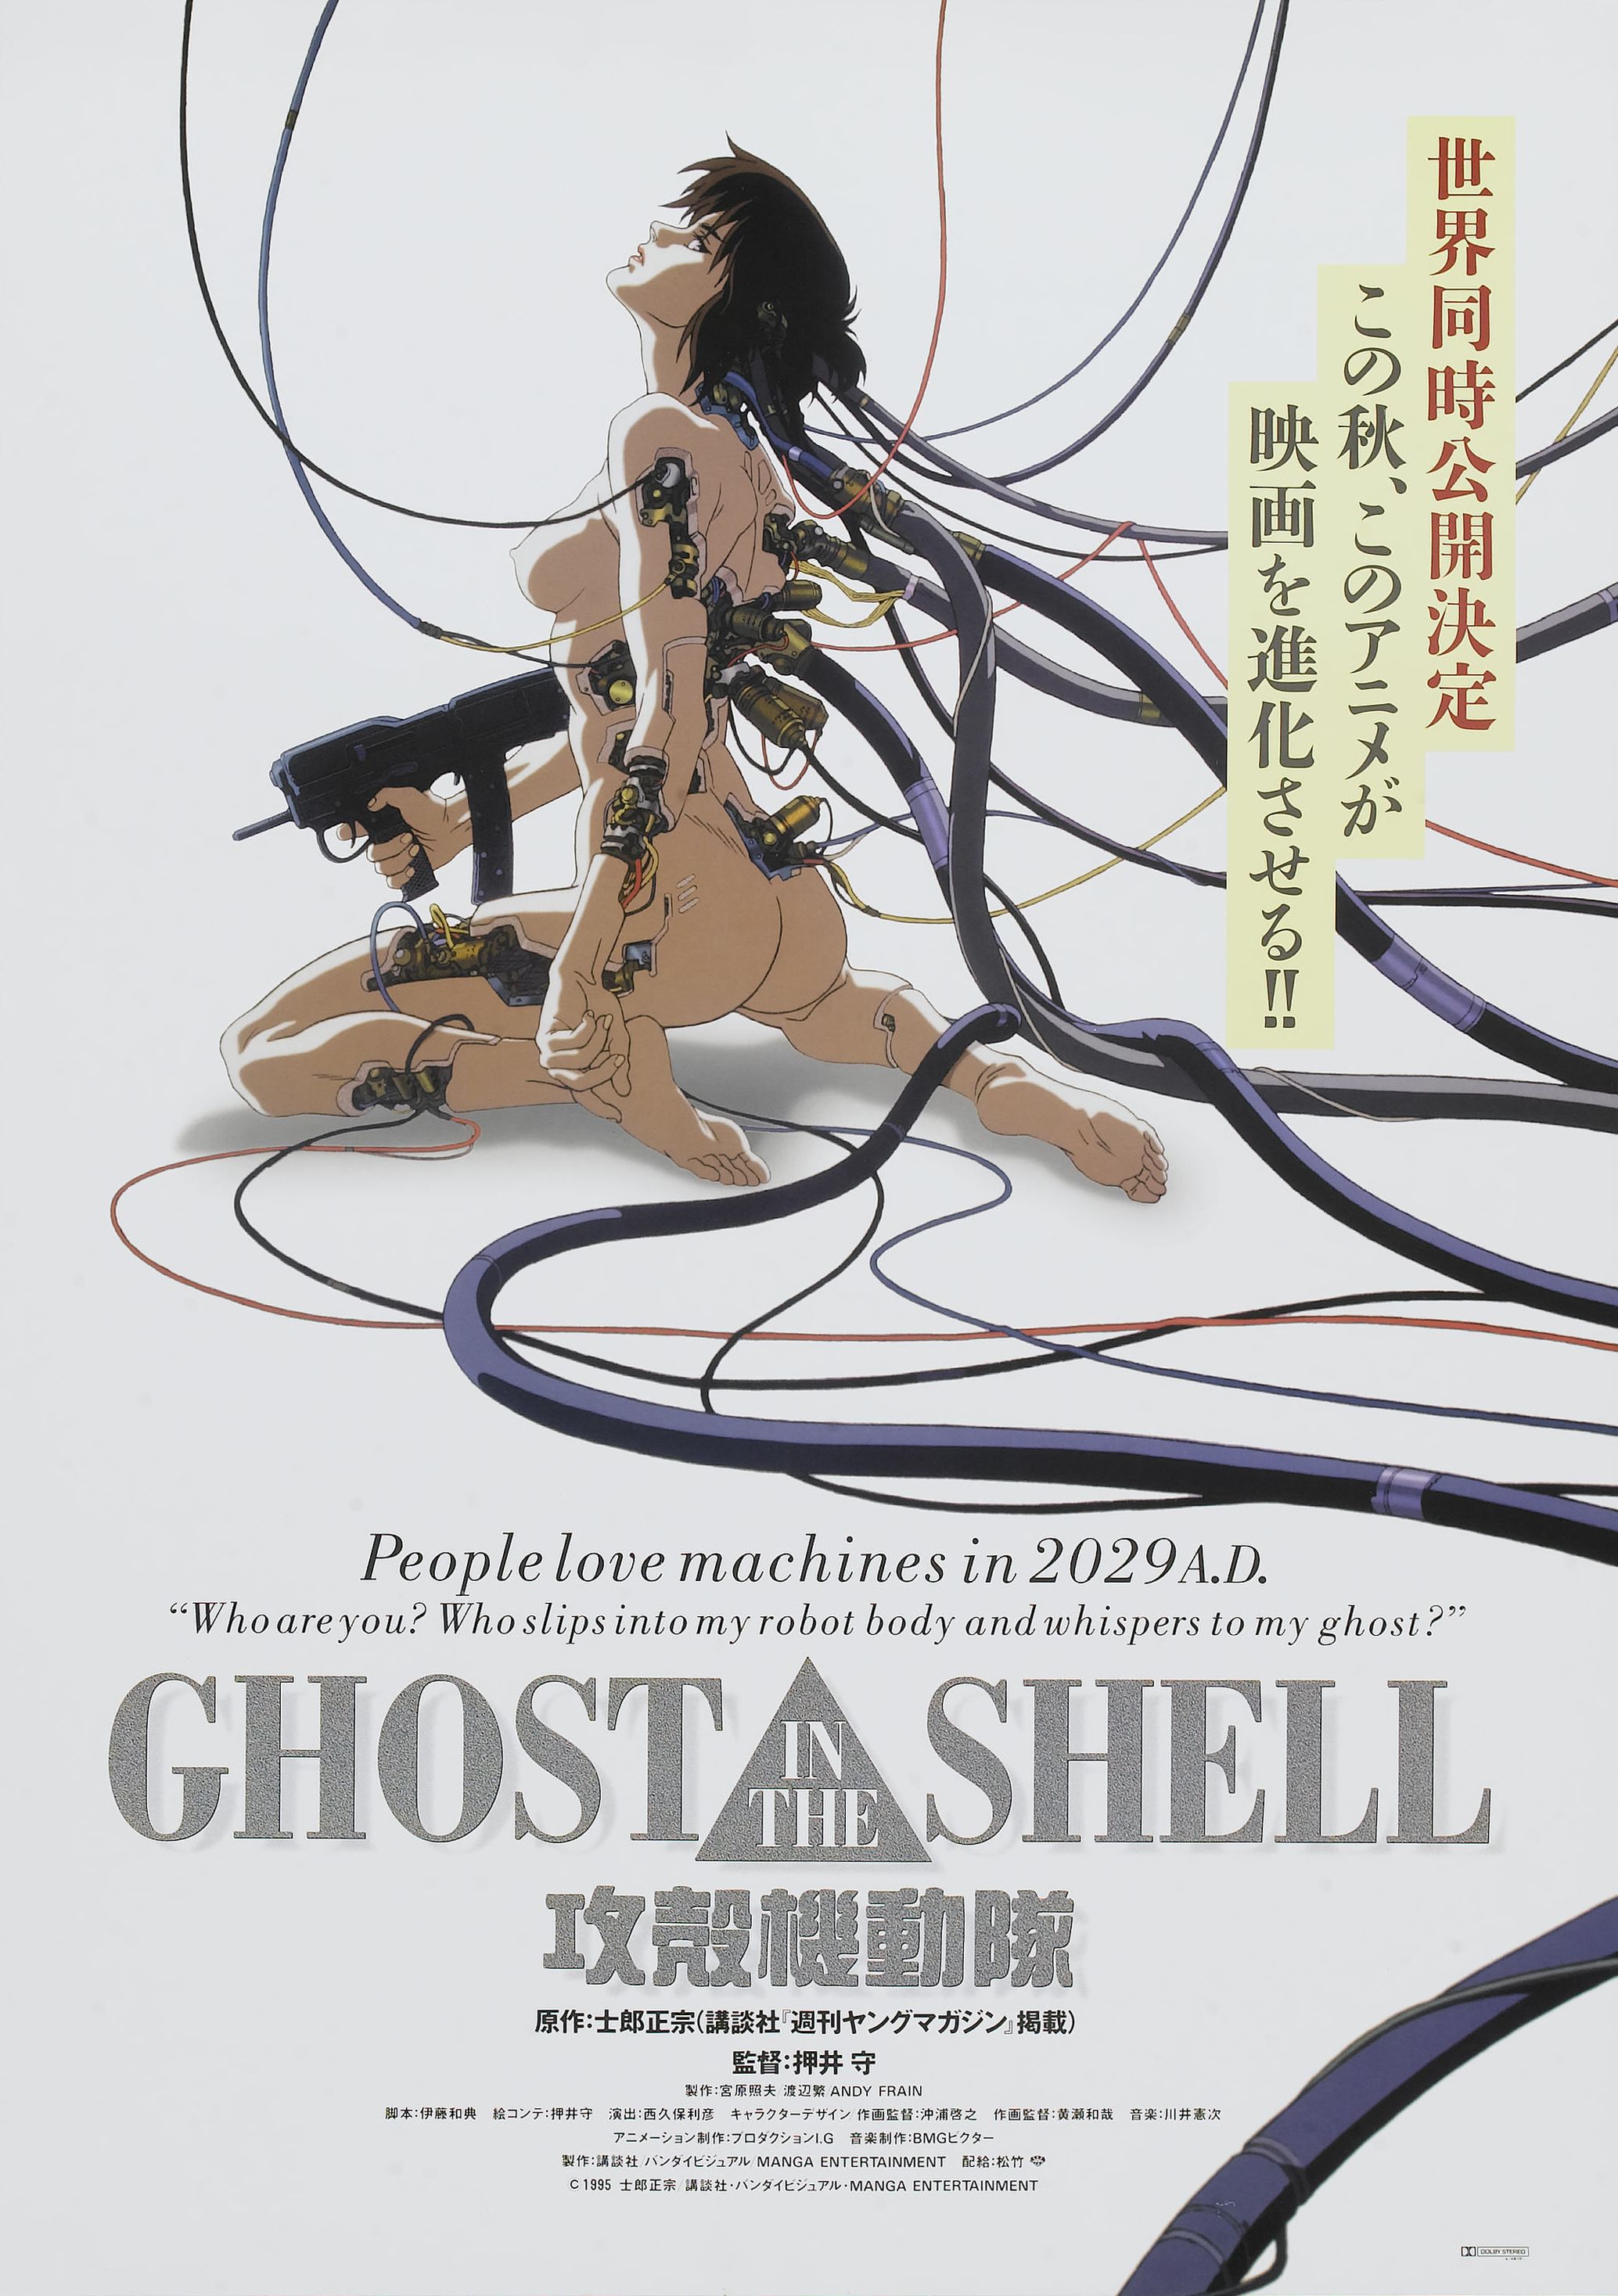 世界同時公開決定
この秋、このアニメが
映画を進化させる!!
People love machines in 2029 A.D.
“Who are you? Who slips into my robot body and whispers to my ghost?”
GHOST IN THE SHELL
攻殻機動隊
原作:士郎正宗(講談社『週刊ヤングマガジン』掲載)
監督:押井 守
製作:宮原照夫/渡辺繁 ANDY FRAIN
脚本:伊藤和典 絵コンテ:押井守 演出:西久保利彦 キャラクターデザイン/作画監督:沖浦啓之 作画監督:黄瀬和哉 音楽:川井憲次
アニメーション制作:プロダクションI.G 音楽制作:BMGビクター
製作:講談社/バンダイビジュアル/MANGA ENTERTAINMENT 配給:松竹
© 1995 士郎正宗/講談社・バンダイビジュアル・MANGA ENTERTAINMENT
DOLBY STEREO